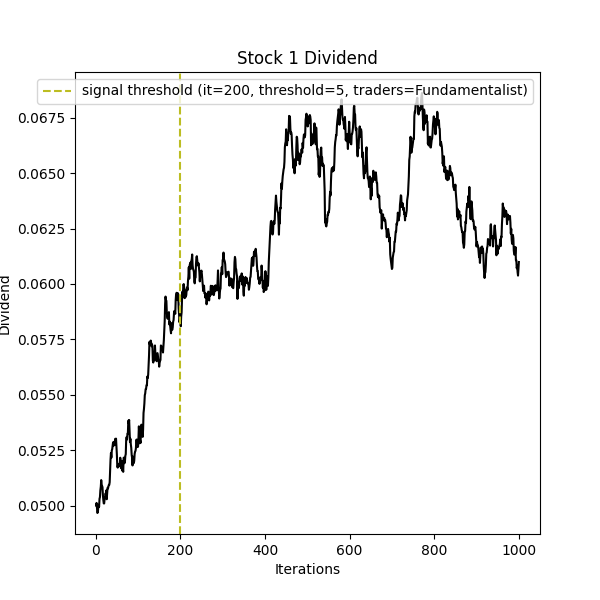 Stock 1 Dividend
signal threshold (it=200, threshold=5, traders=Fundamentalist)
0.0675
0.0650
0.0625
0.0600
0.0575
0.0550
0.0525
0.0500
Dividend
0 200 400 600 800 1000
Iterations